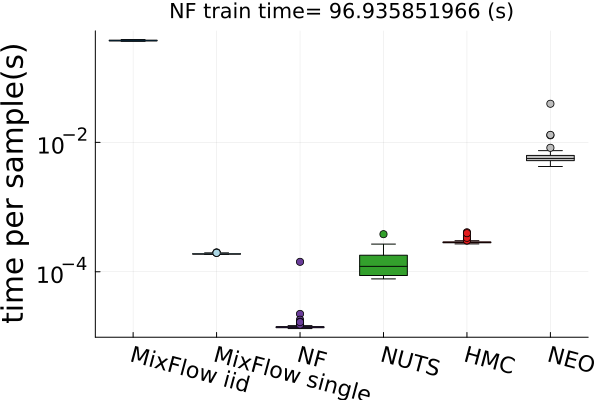 NF train time= 96.935851966 (s)
time per sample(s)
10⁻²
10⁻⁴
MixFlow iid
MixFlow single
NF
NUTS
HMC
NEO